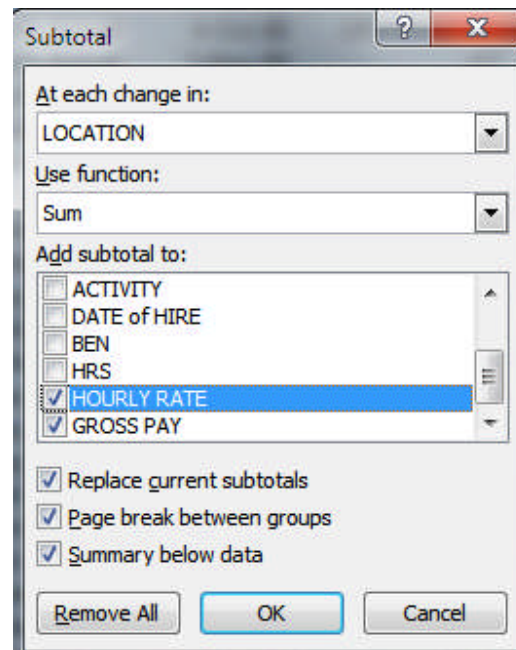 Subtotal
At each change in:
LOCATION
Use function:
Sum
Add subtotal to:
ACTIVITY
DATE of HIRE
BEN
HRS
HOURLY RATE
GROSS PAY
Replace current subtotals
Page break between groups
Summary below data
Remove All OK Cancel